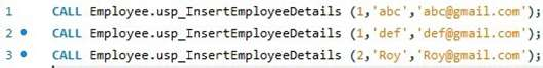 1 CALL Employee.usp_InsertEmployeeDetails (1,'abc','abc@gmail.com');
2 CALL Employee.usp_InsertEmployeeDetails (1,'def','def@gmail.com');
3 CALL Employee.usp_InsertEmployeeDetails (2,'Roy','Roy@gmail.com');